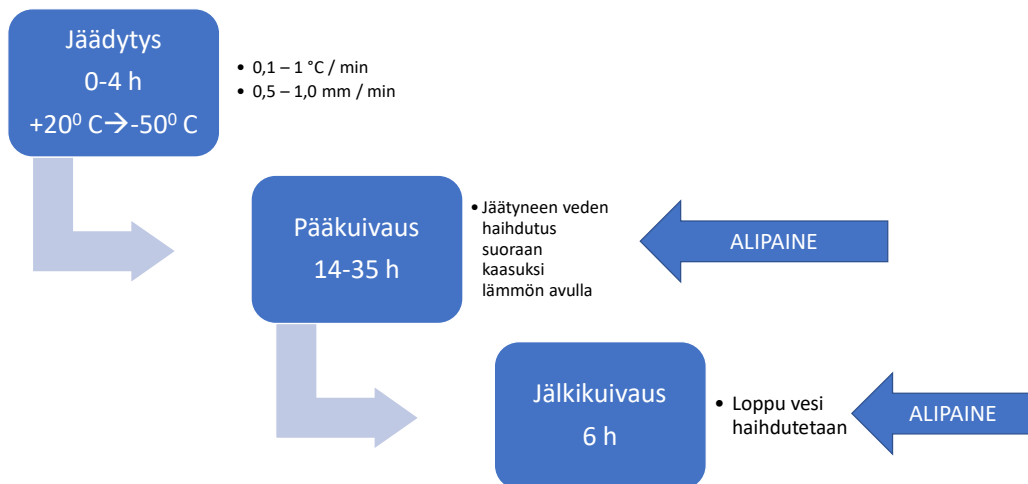 Jäädytys
0-4 h
+20⁰ C→-50⁰ C
• 0,1 – 1 °C / min
• 0,5 – 1,0 mm / min
Pääkuivaus
14-35 h
• Jäätyneen veden
haihdutus
suoraan
kaasuksi
lämmön avulla
ALIPAINE
Jälkikuivaus
6 h
• Loppu vesi
haihdutetaan
ALIPAINE